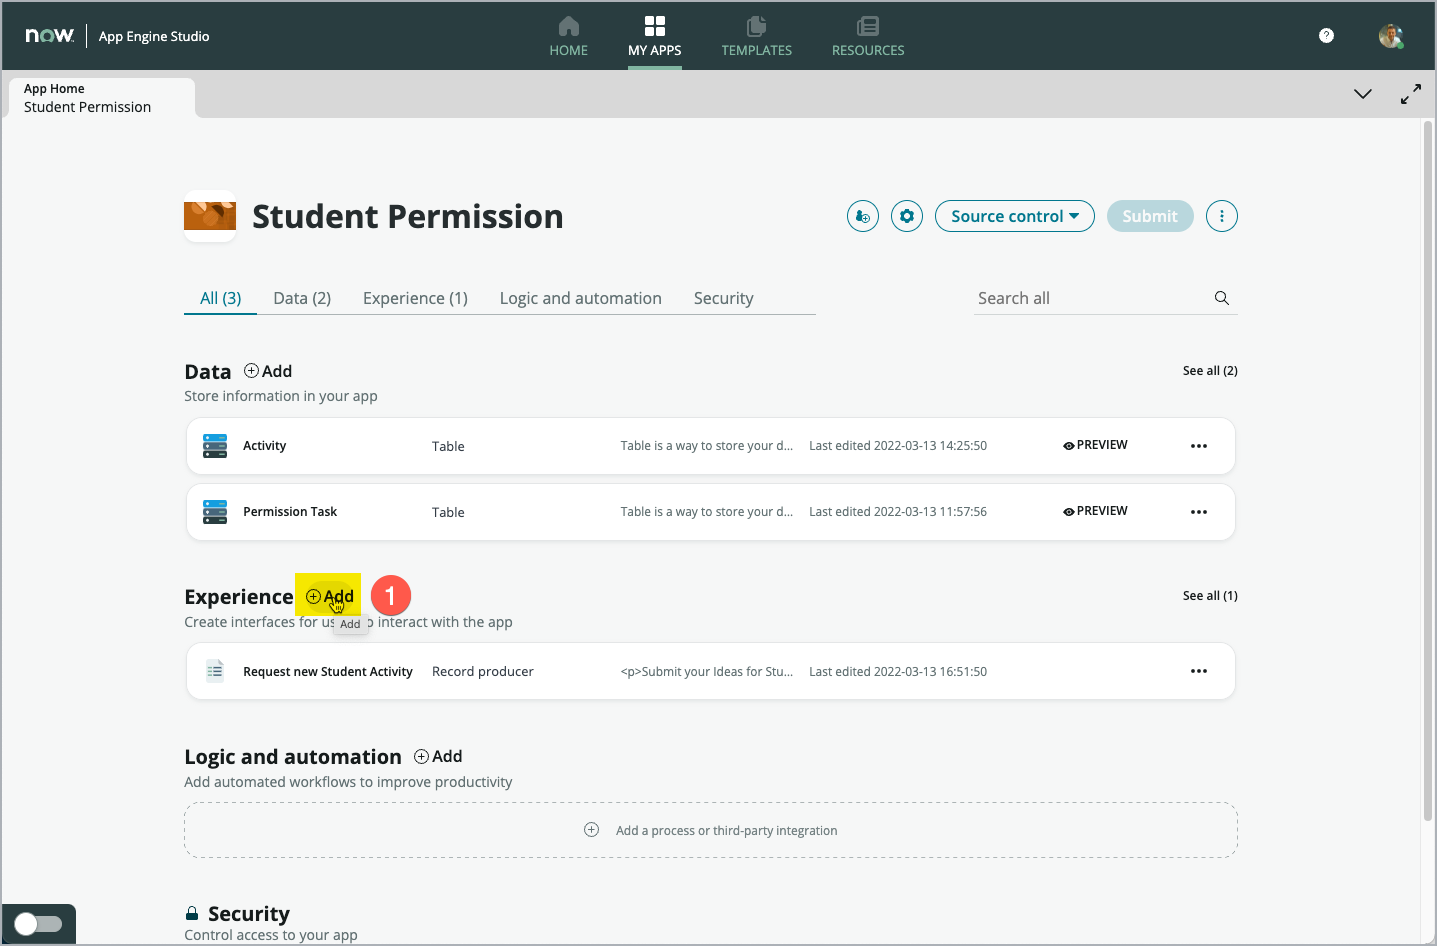 now. App Engine Studio
HOME
MY APPS
TEMPLATES
RESOURCES
?
App Home
Student Permission
Student Permission
Source control
Submit
All (3)
Data (2)
Experience (1)
Logic and automation
Security
Search all
Data
Add
See all (2)
Store information in your app
Activity
Table
Table is a way to store your d...
Last edited 2022-03-13 14:25:50
PREVIEW
Permission Task
Table
Table is a way to store your d...
Last edited 2022-03-13 11:57:56
PREVIEW
Experience
Add
1
See all (1)
Create interfaces for us o interact with the app
Add
Request new Student Activity
Record producer
<p>Submit your Ideas for Stu...
Last edited 2022-03-13 16:51:50
Logic and automation
Add
Add automated workflows to improve productivity
Add a process or third-party integration
Security
Control access to your app